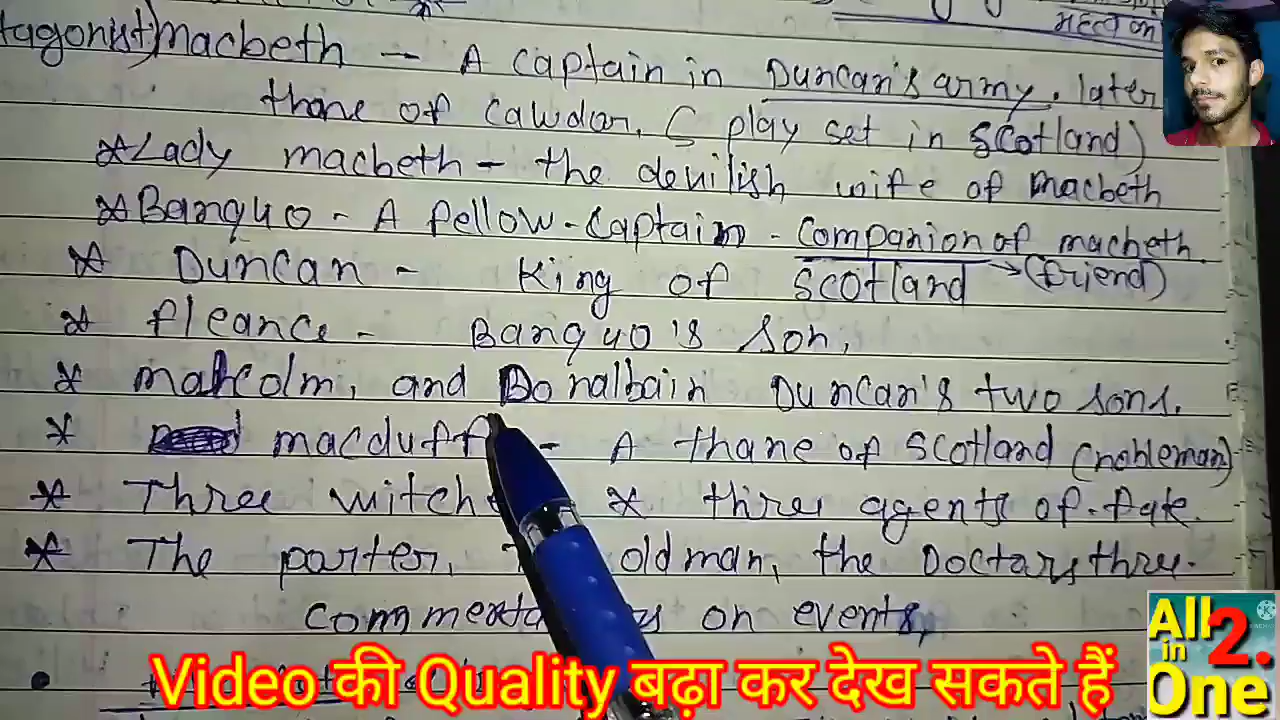 महत्व का
tagonist) Macbeth - A captain in Duncan's army, later
thane of Cawdor, ( play set in Scotland)
* Lady macbeth - the devilish wife of Macbeth
* Banquo - A fellow-captain - Companion of macbeth.
* Duncan - King of Scotland → (friend)
* fleance - Banquo's son,
* malcolm, and Donalbain Duncan's two sons.
* macduff - A thane of Scotland (nobleman)
* Three witche * three agents of fate.
* The porter, old man, the Doctors three.
on events,
Video की Quality बढ़ा कर देख सकते हैं
All 2.
in
One